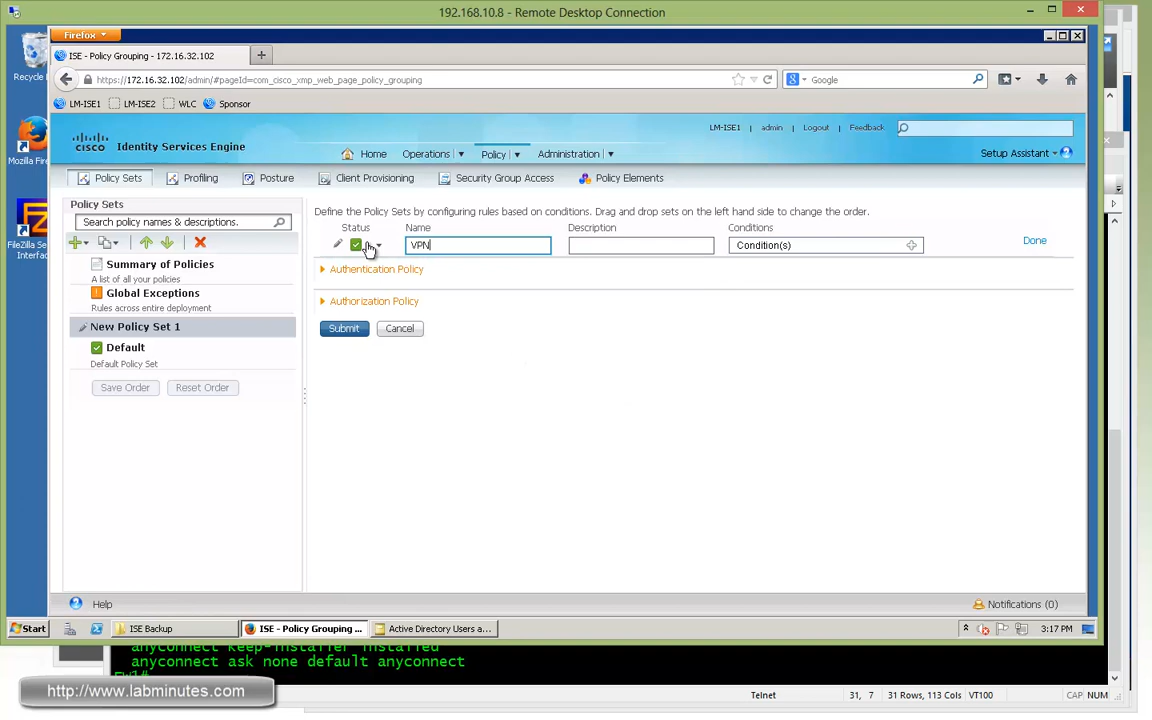 192.168.10.8 - Remote Desktop Connection
Firefox
ISE - Policy Grouping - 172.16.32.102
https://172.16.32.102/admin/#pageId=com_cisco_xmp_web_page_policy_grouping
Google
LM-ISE1 LM-ISE2 WLC Sponsor
Recycle
Mozilla Fire
FileZilla Ser
Interface
CISCO Identity Services Engine
LM-ISE1 | admin | Logout | Feedback
Home Operations | Policy | Administration |
Setup Assistant
Policy Sets Profiling Posture Client Provisioning Security Group Access Policy Elements
Policy Sets
Search policy names & descriptions.
Summary of Policies
A list of all your policies
Global Exceptions
Rules across entire deployment
New Policy Set 1
Default
Default Policy Set
Save Order Reset Order
Define the Policy Sets by configuring rules based on conditions. Drag and drop sets on the left hand side to change the order.
Status Name Description Conditions
VPN Condition(s) Done
Authentication Policy
Authorization Policy
Submit Cancel
Help
Notifications (0)
Start ISE Backup ISE - Policy Grouping ... Active Directory Users a... 3:17 PM
anyconnect keep-installer installed
anyconnect ask none default anyconnect
FW1#
http://www.labminutes.com
Telnet 31, 7 31 Rows, 113 Cols VT100 CAP NUM